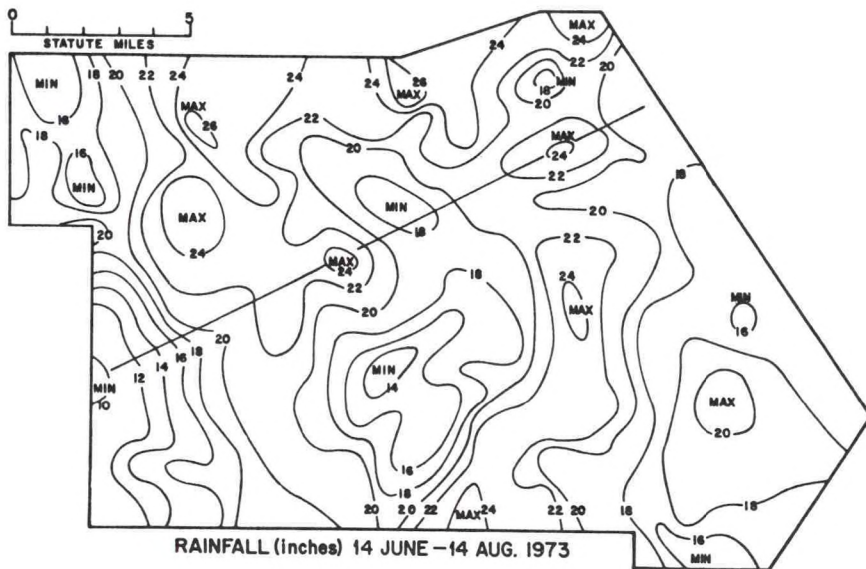 0 5
STATUTE MILES
MAX
24 24
18 20 22 24 24 26 22 20
MIN MAX MIN
MAX 18
26 20
16
18 16 20 MAX
24
MIN 22 18
MAX MIN 20
20 18 22
24 MAX
24 22 18 24
20 MAX MIN
16
20
18
16
14
12 MIN
MIN 14 MAX
10 20
16
18 18
16
20 20 22 MAX 24 22 20 18 MIN
RAINFALL (inches) 14 JUNE – 14 AUG. 1973